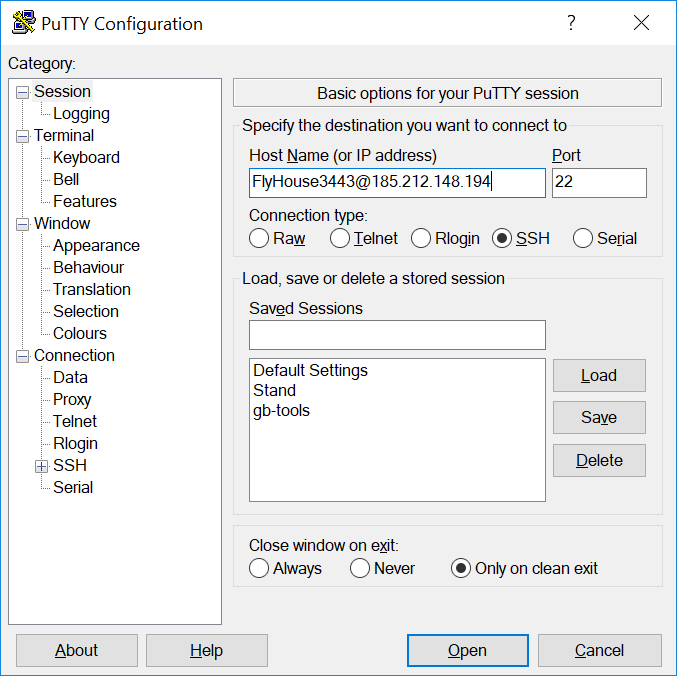 PuTTY Configuration
?
Category:
Session
Logging
Terminal
Keyboard
Bell
Features
Window
Appearance
Behaviour
Translation
Selection
Colours
Connection
Data
Proxy
Telnet
Rlogin
SSH
Serial
Basic options for your PuTTY session
Specify the destination you want to connect to
Host Name (or IP address) Port
FlyHouse3443@185.212.148.194 22
Connection type:
Raw Telnet Rlogin SSH Serial
Load, save or delete a stored session
Saved Sessions
Default Settings
Stand
gb-tools
Load
Save
Delete
Close window on exit:
Always Never Only on clean exit
About Help Open Cancel